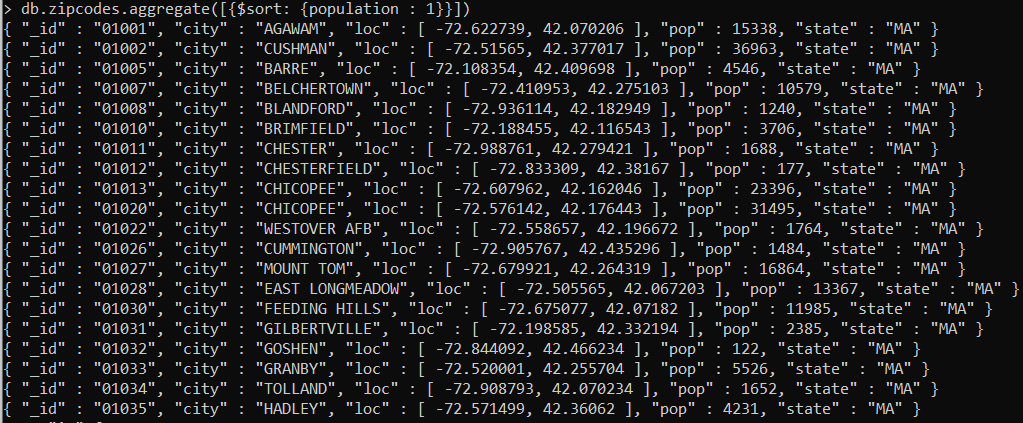 > db.zipcodes.aggregate([{$sort: {population : 1}}])
{ "_id" : "01001", "city" : "AGAWAM", "loc" : [ -72.622739, 42.070206 ], "pop" : 15338, "state" : "MA" }
{ "_id" : "01002", "city" : "CUSHMAN", "loc" : [ -72.51565, 42.377017 ], "pop" : 36963, "state" : "MA" }
{ "_id" : "01005", "city" : "BARRE", "loc" : [ -72.108354, 42.409698 ], "pop" : 4546, "state" : "MA" }
{ "_id" : "01007", "city" : "BELCHERTOWN", "loc" : [ -72.410953, 42.275103 ], "pop" : 10579, "state" : "MA" }
{ "_id" : "01008", "city" : "BLANDFORD", "loc" : [ -72.936114, 42.182949 ], "pop" : 1240, "state" : "MA" }
{ "_id" : "01010", "city" : "BRIMFIELD", "loc" : [ -72.188455, 42.116543 ], "pop" : 3706, "state" : "MA" }
{ "_id" : "01011", "city" : "CHESTER", "loc" : [ -72.988761, 42.279421 ], "pop" : 1688, "state" : "MA" }
{ "_id" : "01012", "city" : "CHESTERFIELD", "loc" : [ -72.833309, 42.38167 ], "pop" : 177, "state" : "MA" }
{ "_id" : "01013", "city" : "CHICOPEE", "loc" : [ -72.607962, 42.162046 ], "pop" : 23396, "state" : "MA" }
{ "_id" : "01020", "city" : "CHICOPEE", "loc" : [ -72.576142, 42.176443 ], "pop" : 31495, "state" : "MA" }
{ "_id" : "01022", "city" : "WESTOVER AFB", "loc" : [ -72.558657, 42.196672 ], "pop" : 1764, "state" : "MA" }
{ "_id" : "01026", "city" : "CUMMINGTON", "loc" : [ -72.905767, 42.435296 ], "pop" : 1484, "state" : "MA" }
{ "_id" : "01027", "city" : "MOUNT TOM", "loc" : [ -72.679921, 42.264319 ], "pop" : 16864, "state" : "MA" }
{ "_id" : "01028", "city" : "EAST LONGMEADOW", "loc" : [ -72.505565, 42.067203 ], "pop" : 13367, "state" : "MA" }
{ "_id" : "01030", "city" : "FEEDING HILLS", "loc" : [ -72.675077, 42.07182 ], "pop" : 11985, "state" : "MA" }
{ "_id" : "01031", "city" : "GILBERTVILLE", "loc" : [ -72.198585, 42.332194 ], "pop" : 2385, "state" : "MA" }
{ "_id" : "01032", "city" : "GOSHEN", "loc" : [ -72.844092, 42.466234 ], "pop" : 122, "state" : "MA" }
{ "_id" : "01033", "city" : "GRANBY", "loc" : [ -72.520001, 42.255704 ], "pop" : 5526, "state" : "MA" }
{ "_id" : "01034", "city" : "TOLLAND", "loc" : [ -72.908793, 42.070234 ], "pop" : 1652, "state" : "MA" }
{ "_id" : "01035", "city" : "HADLEY", "loc" : [ -72.571499, 42.36062 ], "pop" : 4231, "state" : "MA" }